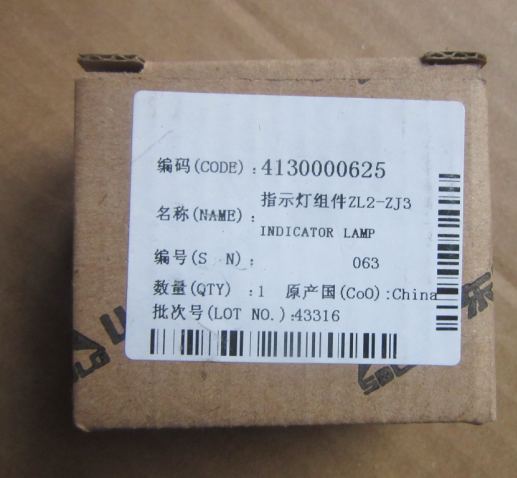 编码(CODE):4130000625
指示灯组件ZL2-ZJ3
名称(NAME):
INDICATOR LAMP
编号(S N): 063
数量(QTY) :1 原产国(CoO):China
批次号(LOT NO.):43316